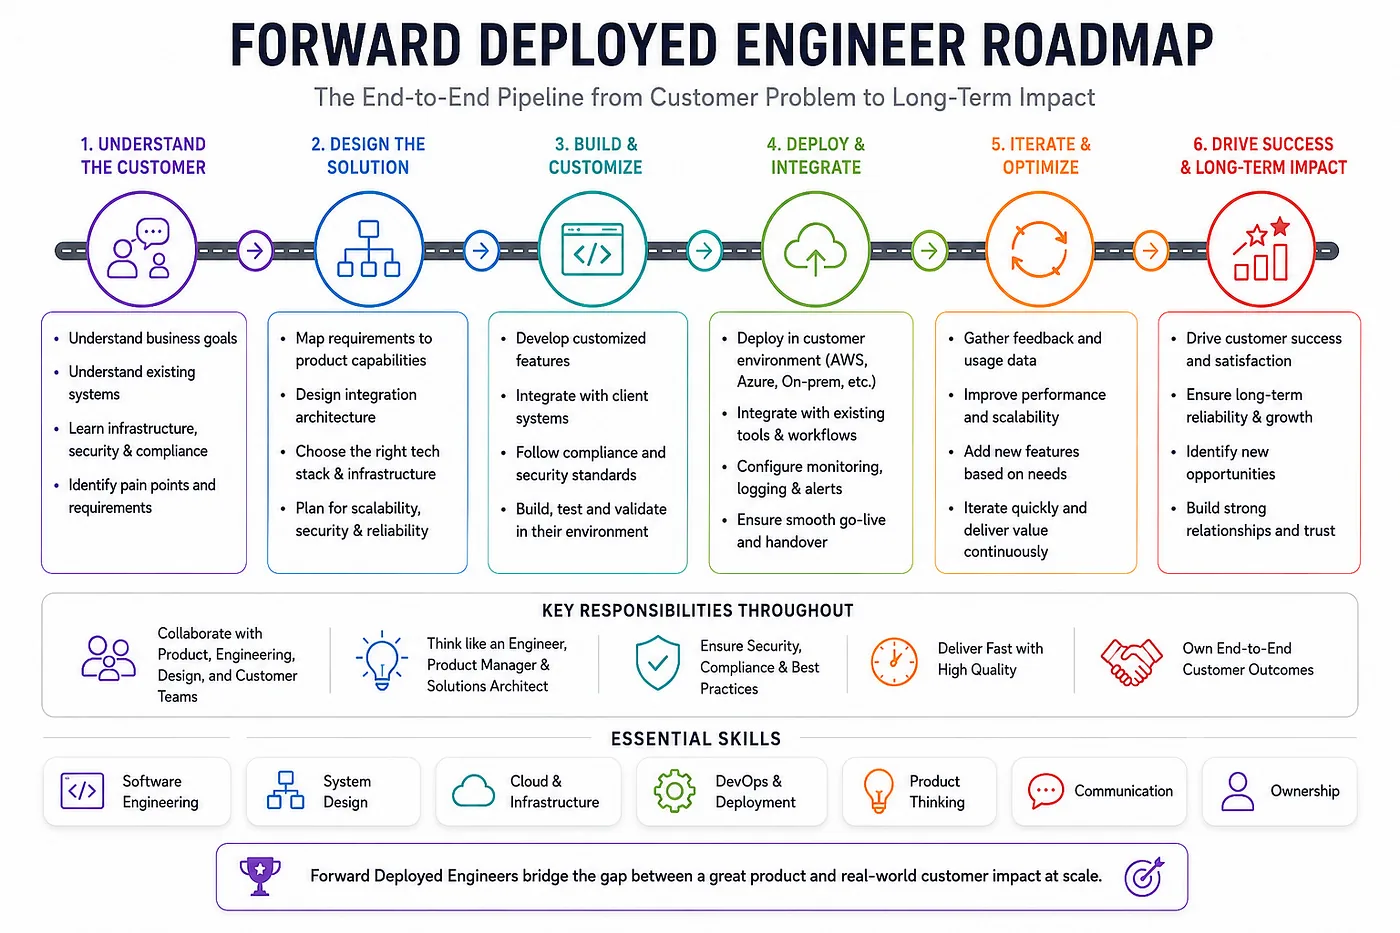 FORWARD DEPLOYED ENGINEER ROADMAP
The End-to-End Pipeline from Customer Problem to Long-Term Impact
1. UNDERSTAND
THE CUSTOMER
2. DESIGN THE
SOLUTION
3. BUILD &
CUSTOMIZE
4. DEPLOY &
INTEGRATE
5. ITERATE &
OPTIMIZE
6. DRIVE SUCCESS
& LONG-TERM IMPACT
</>
• Understand business goals
• Understand existing
systems
• Learn infrastructure,
security & compliance
• Identify pain points and
requirements
• Map requirements to
product capabilities
• Design integration
architecture
• Choose the right tech
stack & infrastructure
• Plan for scalability,
security & reliability
• Develop customized
features
• Integrate with client
systems
• Follow compliance and
security standards
• Build, test and validate
in their environment
• Deploy in customer
environment (AWS,
Azure, On-prem, etc.)
• Integrate with existing
tools & workflows
• Configure monitoring,
logging & alerts
• Ensure smooth go-live
and handover
• Gather feedback and
usage data
• Improve performance
and scalability
• Add new features
based on needs
• Iterate quickly and
deliver value
continuously
• Drive customer success
and satisfaction
• Ensure long-term
reliability & growth
• Identify new
opportunities
• Build strong
relationships and trust
KEY RESPONSIBILITIES THROUGHOUT
Collaborate with
Product, Engineering,
Design, and Customer
Teams
Think like an Engineer,
Product Manager &
Solutions Architect
Ensure Security,
Compliance & Best
Practices
Deliver Fast with
High Quality
Own End-to-End
Customer Outcomes
ESSENTIAL SKILLS
</>
Software
Engineering
System
Design
Cloud &
Infrastructure
DevOps &
Deployment
Product
Thinking
Communication
Ownership
Forward Deployed Engineers bridge the gap between a great product and real-world customer impact at scale.